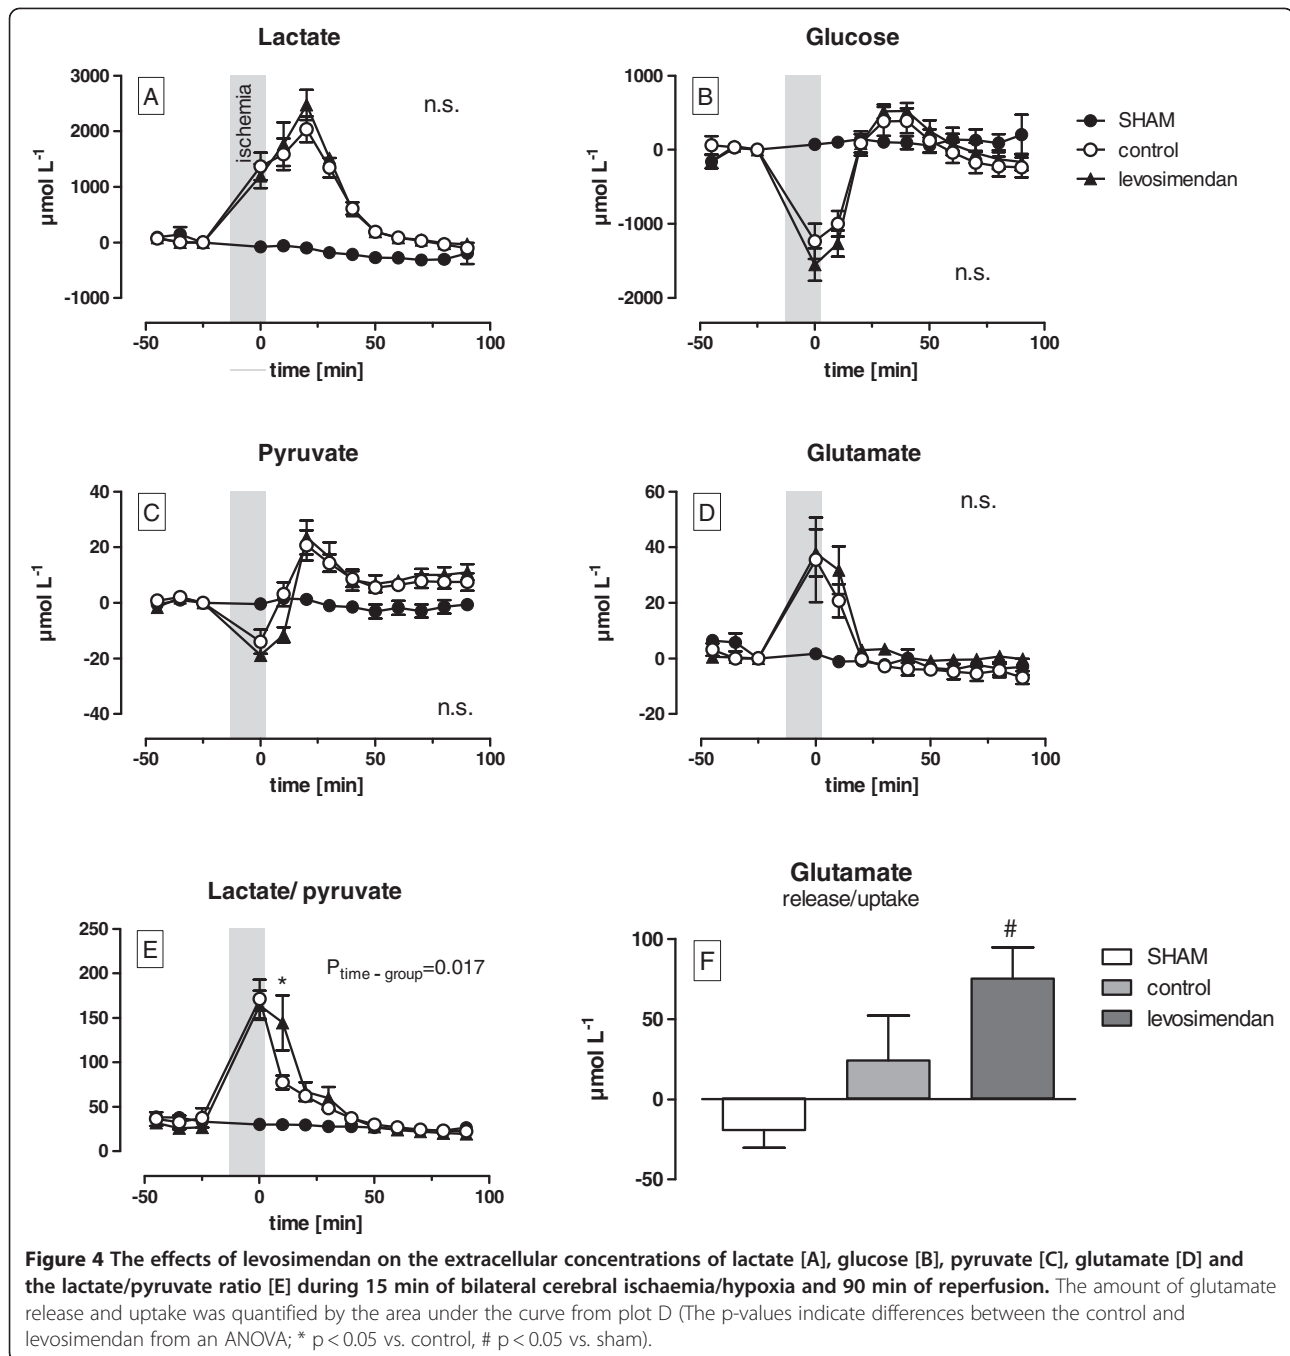 Lactate
3000
2000
1000
0
-1000
µmol L⁻¹
A
ischemia
n.s.
-50 0 50 100
time [min]
Glucose
1000
0
-1000
-2000
µmol L⁻¹
B
n.s.
-50 0 50 100
time [min]
SHAM
control
levosimendan
Pyruvate
40
20
0
-20
-40
µmol L⁻¹
C
n.s.
-50 0 50 100
time [min]
Glutamate
60
40
20
0
-20
µmol L⁻¹
D
n.s.
-50 0 50 100
time [min]
Lactate/ pyruvate
250
200
150
100
50
0
E
*
P time - group=0.017
-50 0 50 100
time [min]
Glutamate
release/uptake
100
50
0
-50
µmol L⁻¹
F
#
SHAM
control
levosimendan
Figure 4 The effects of levosimendan on the extracellular concentrations of lactate [A], glucose [B], pyruvate [C], glutamate [D] and
the lactate/pyruvate ratio [E] during 15 min of bilateral cerebral ischaemia/hypoxia and 90 min of reperfusion. The amount of glutamate
release and uptake was quantified by the area under the curve from plot D (The p-values indicate differences between the control and
levosimendan from an ANOVA; * p < 0.05 vs. control, # p < 0.05 vs. sham).